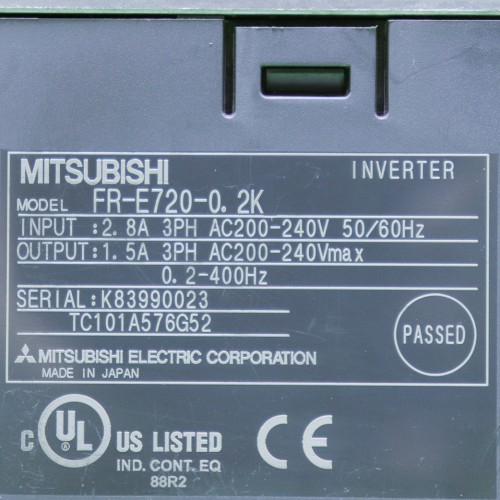 MITSUBISHI INVERTER
MODEL FR-E720-0.2K
INPUT :2.8A 3PH AC200-240V 50/60Hz
OUTPUT:1.5A 3PH AC200-240Vmax
0.2-400Hz
SERIAL:K83990023
TC101A576G52
PASSED
MITSUBISHI ELECTRIC CORPORATION
MADE IN JAPAN
C UL US LISTED CE
IND. CONT. EQ
88R2